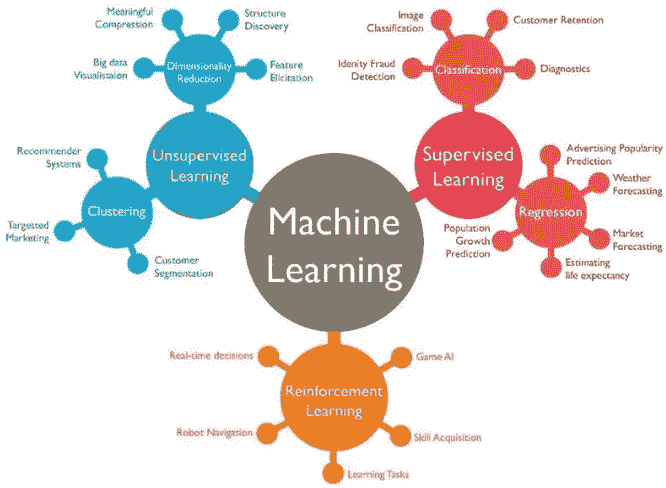 Meaningful
Compression
Structure
Discovery
Big data
Visualistaion
Dimensionality
Reduction
Feature
Elicitation
Recommender
Systems
Unsupervised
Learning
Clustering
Targetted
Marketing
Customer
Segmentation
Machine
Learning
Image
Classification
Customer Retention
Idenity Fraud
Detection
Classification
Diagnostics
Supervised
Learning
Advertising Popularity
Prediction
Weather
Forecasting
Regression
Population
Growth
Prediction
Market
Forecasting
Estimating
life expectancy
Real-time decisions
Game AI
Reinforcement
Learning
Robot Navigation
Skill Acquisition
Learning Tasks